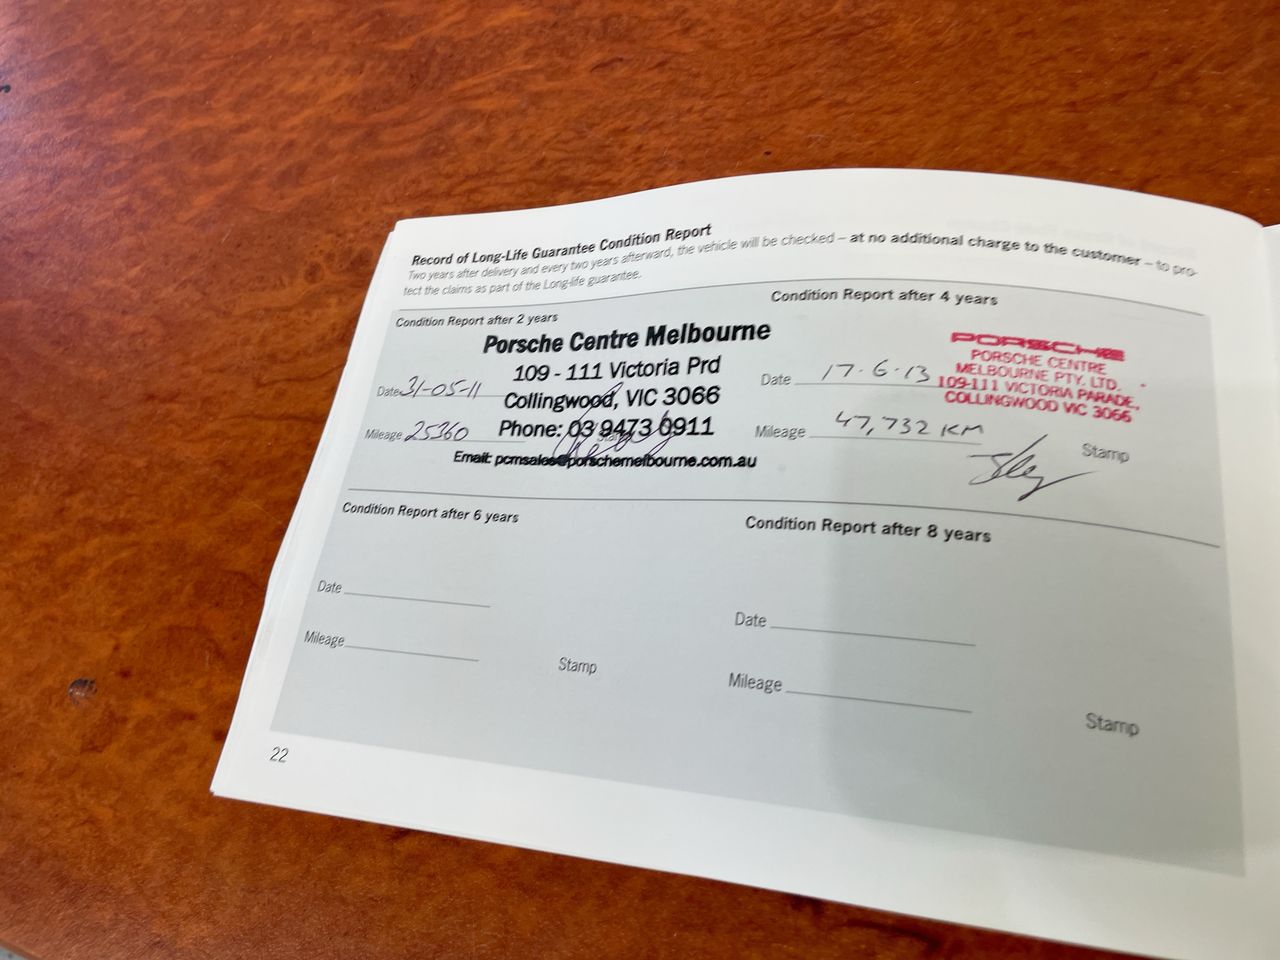 Record of Long-Life Guarantee Condition Report
Two years after delivery and every two years afterward, the vehicle will be checked – at no additional charge to the customer – to pro-
tect the claims as part of the Long-life guarantee.
Condition Report after 2 years
Porsche Centre Melbourne
109 - 111 Victoria Prd
Collingwood, VIC 3066
Phone: 03 9473 0911
Email: pcmsales@porschemelbourne.com.au
Date 31-05-11
Mileage 25360
Stamp
Condition Report after 4 years
Date 17.6.13
Mileage 47,732 KM
PORSCHE
PORSCHE CENTRE
MELBOURNE PTY. LTD.
109-111 VICTORIA PARADE,
COLLINGWOOD VIC 3066
Stamp
Condition Report after 6 years
Date
Mileage
Stamp
Condition Report after 8 years
Date
Mileage
Stamp
22